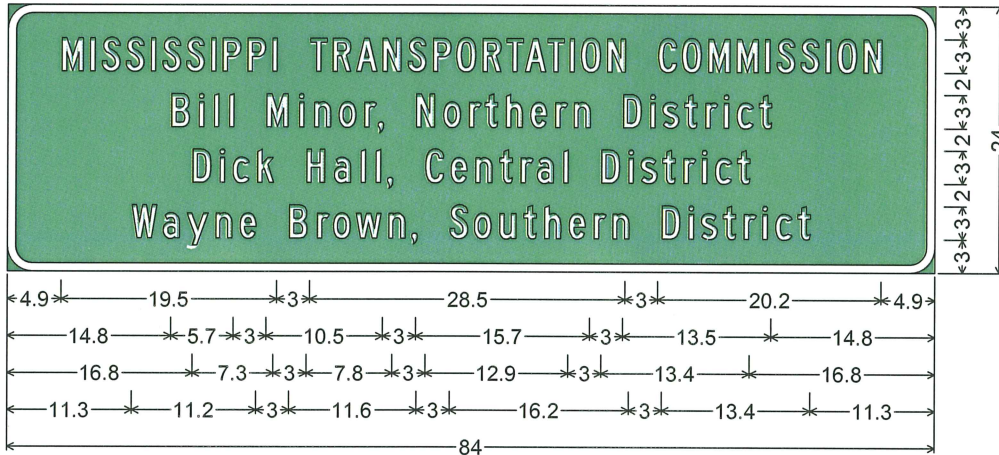 MISSISSIPPI TRANSPORTATION COMMISSION
Bill Minor, Northern District
Dick Hall, Central District
Wayne Brown, Southern District
3 3 2 3 2 3 2 3 3
24
4.9 19.5 3 28.5 3 20.2 4.9
14.8 5.7 3 10.5 3 15.7 3 13.5 14.8
16.8 7.3 3 7.8 3 12.9 3 13.4 16.8
11.3 11.2 3 11.6 3 16.2 3 13.4 11.3
84